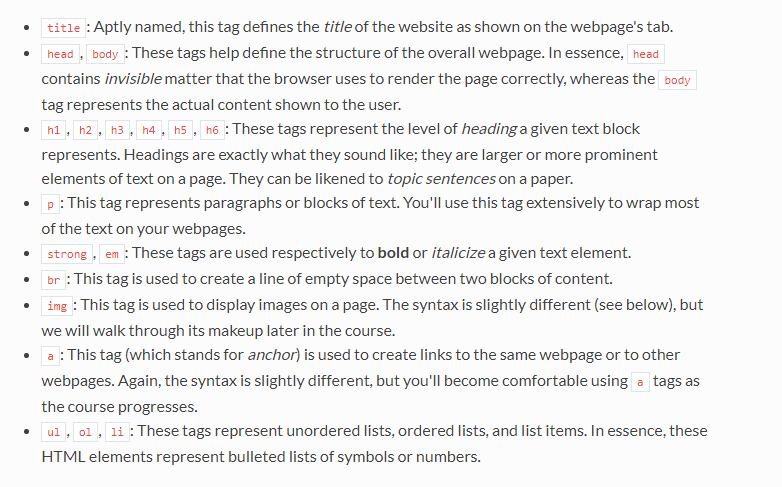 title: Aptly named, this tag defines the title of the website as shown on the webpage's tab.
head, body: These tags help define the structure of the overall webpage. In essence, head
contains invisible matter that the browser uses to render the page correctly, whereas the body
tag represents the actual content shown to the user.
h1, h2, h3, h4, h5, h6: These tags represent the level of heading a given text block
represents. Headings are exactly what they sound like; they are larger or more prominent
elements of text on a page. They can be likened to topic sentences on a paper.
p: This tag represents paragraphs or blocks of text. You'll use this tag extensively to wrap most
of the text on your webpages.
strong, em: These tags are used respectively to bold or italicize a given text element.
br: This tag is used to create a line of empty space between two blocks of content.
img: This tag is used to display images on a page. The syntax is slightly different (see below), but
we will walk through its makeup later in the course.
a: This tag (which stands for anchor) is used to create links to the same webpage or to other
webpages. Again, the syntax is slightly different, but you'll become comfortable using a tags as
the course progresses.
ul, ol, li: These tags represent unordered lists, ordered lists, and list items. In essence, these
HTML elements represent bulleted lists of symbols or numbers.